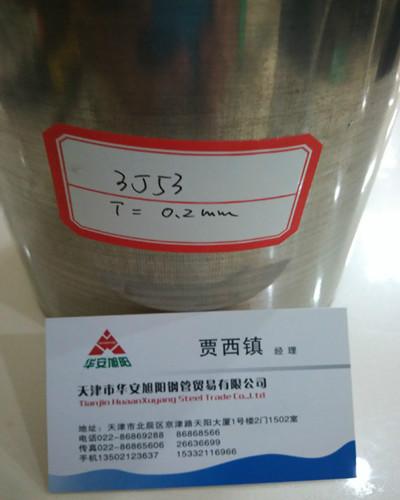 3J53
T = 0.2mm
华安旭阳
贾西镇 经理
天津市华安旭阳钢管贸易有限公司
Tianjin HuaanXuyang Steel Trade Co.,Ltd
地址：天津市北辰区京津路天阳大厦1号楼2门1502室
电话022-86869288 86868566
传真022-86865606 26636699
手机13502123637 15332116966